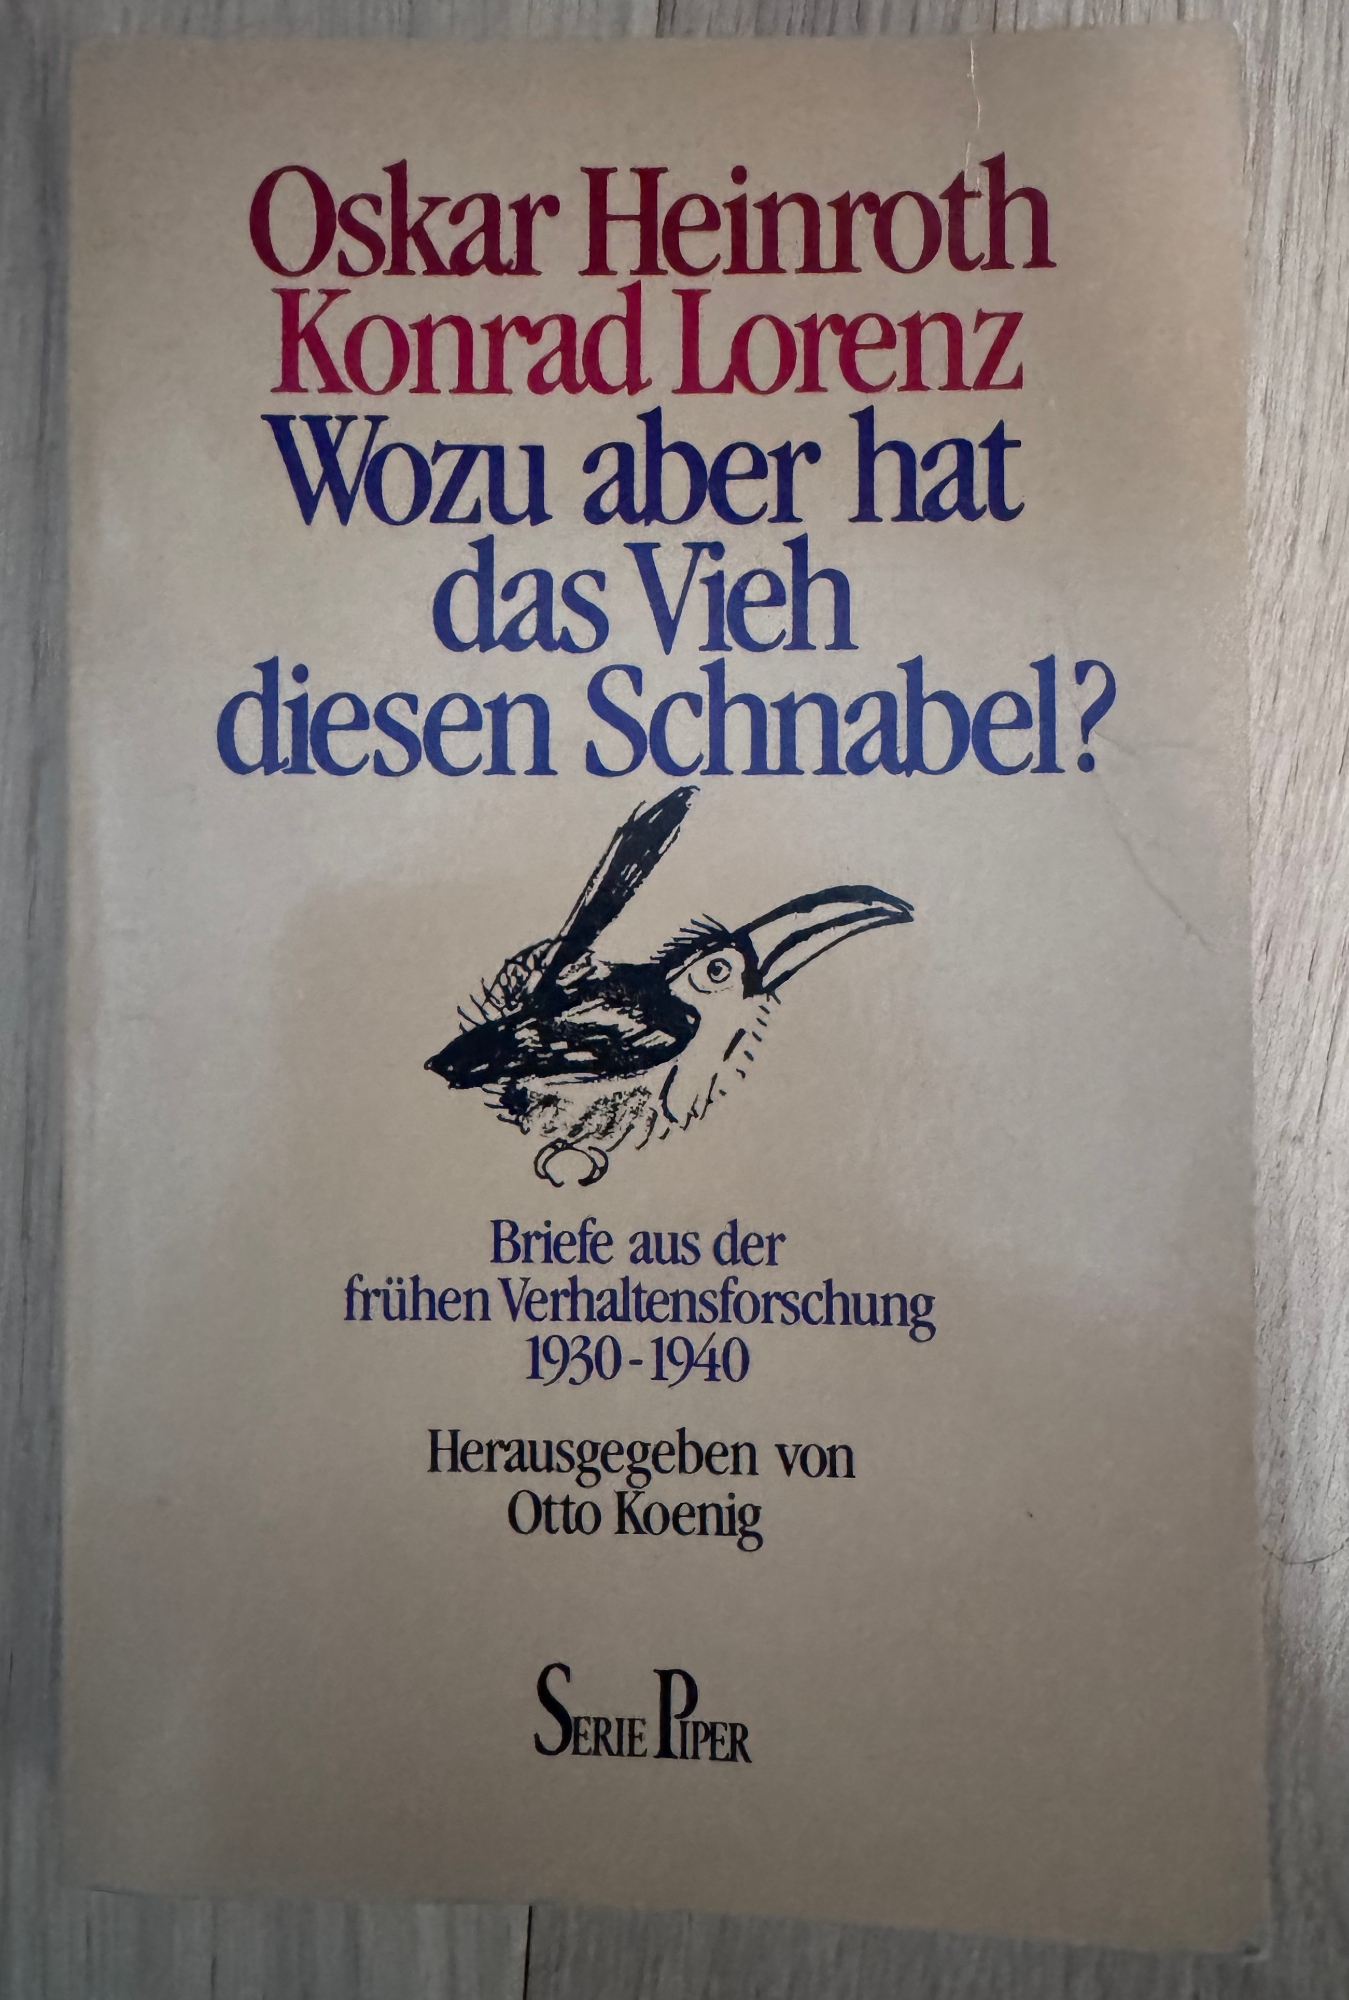 Oskar Heinroth
Konrad Lorenz
Wozu aber hat
das Vieh
diesen Schnabel?
Briefe aus der
frühen Verhaltensforschung
1930-1940
Herausgegeben von
Otto Koenig
SERIE PIPER